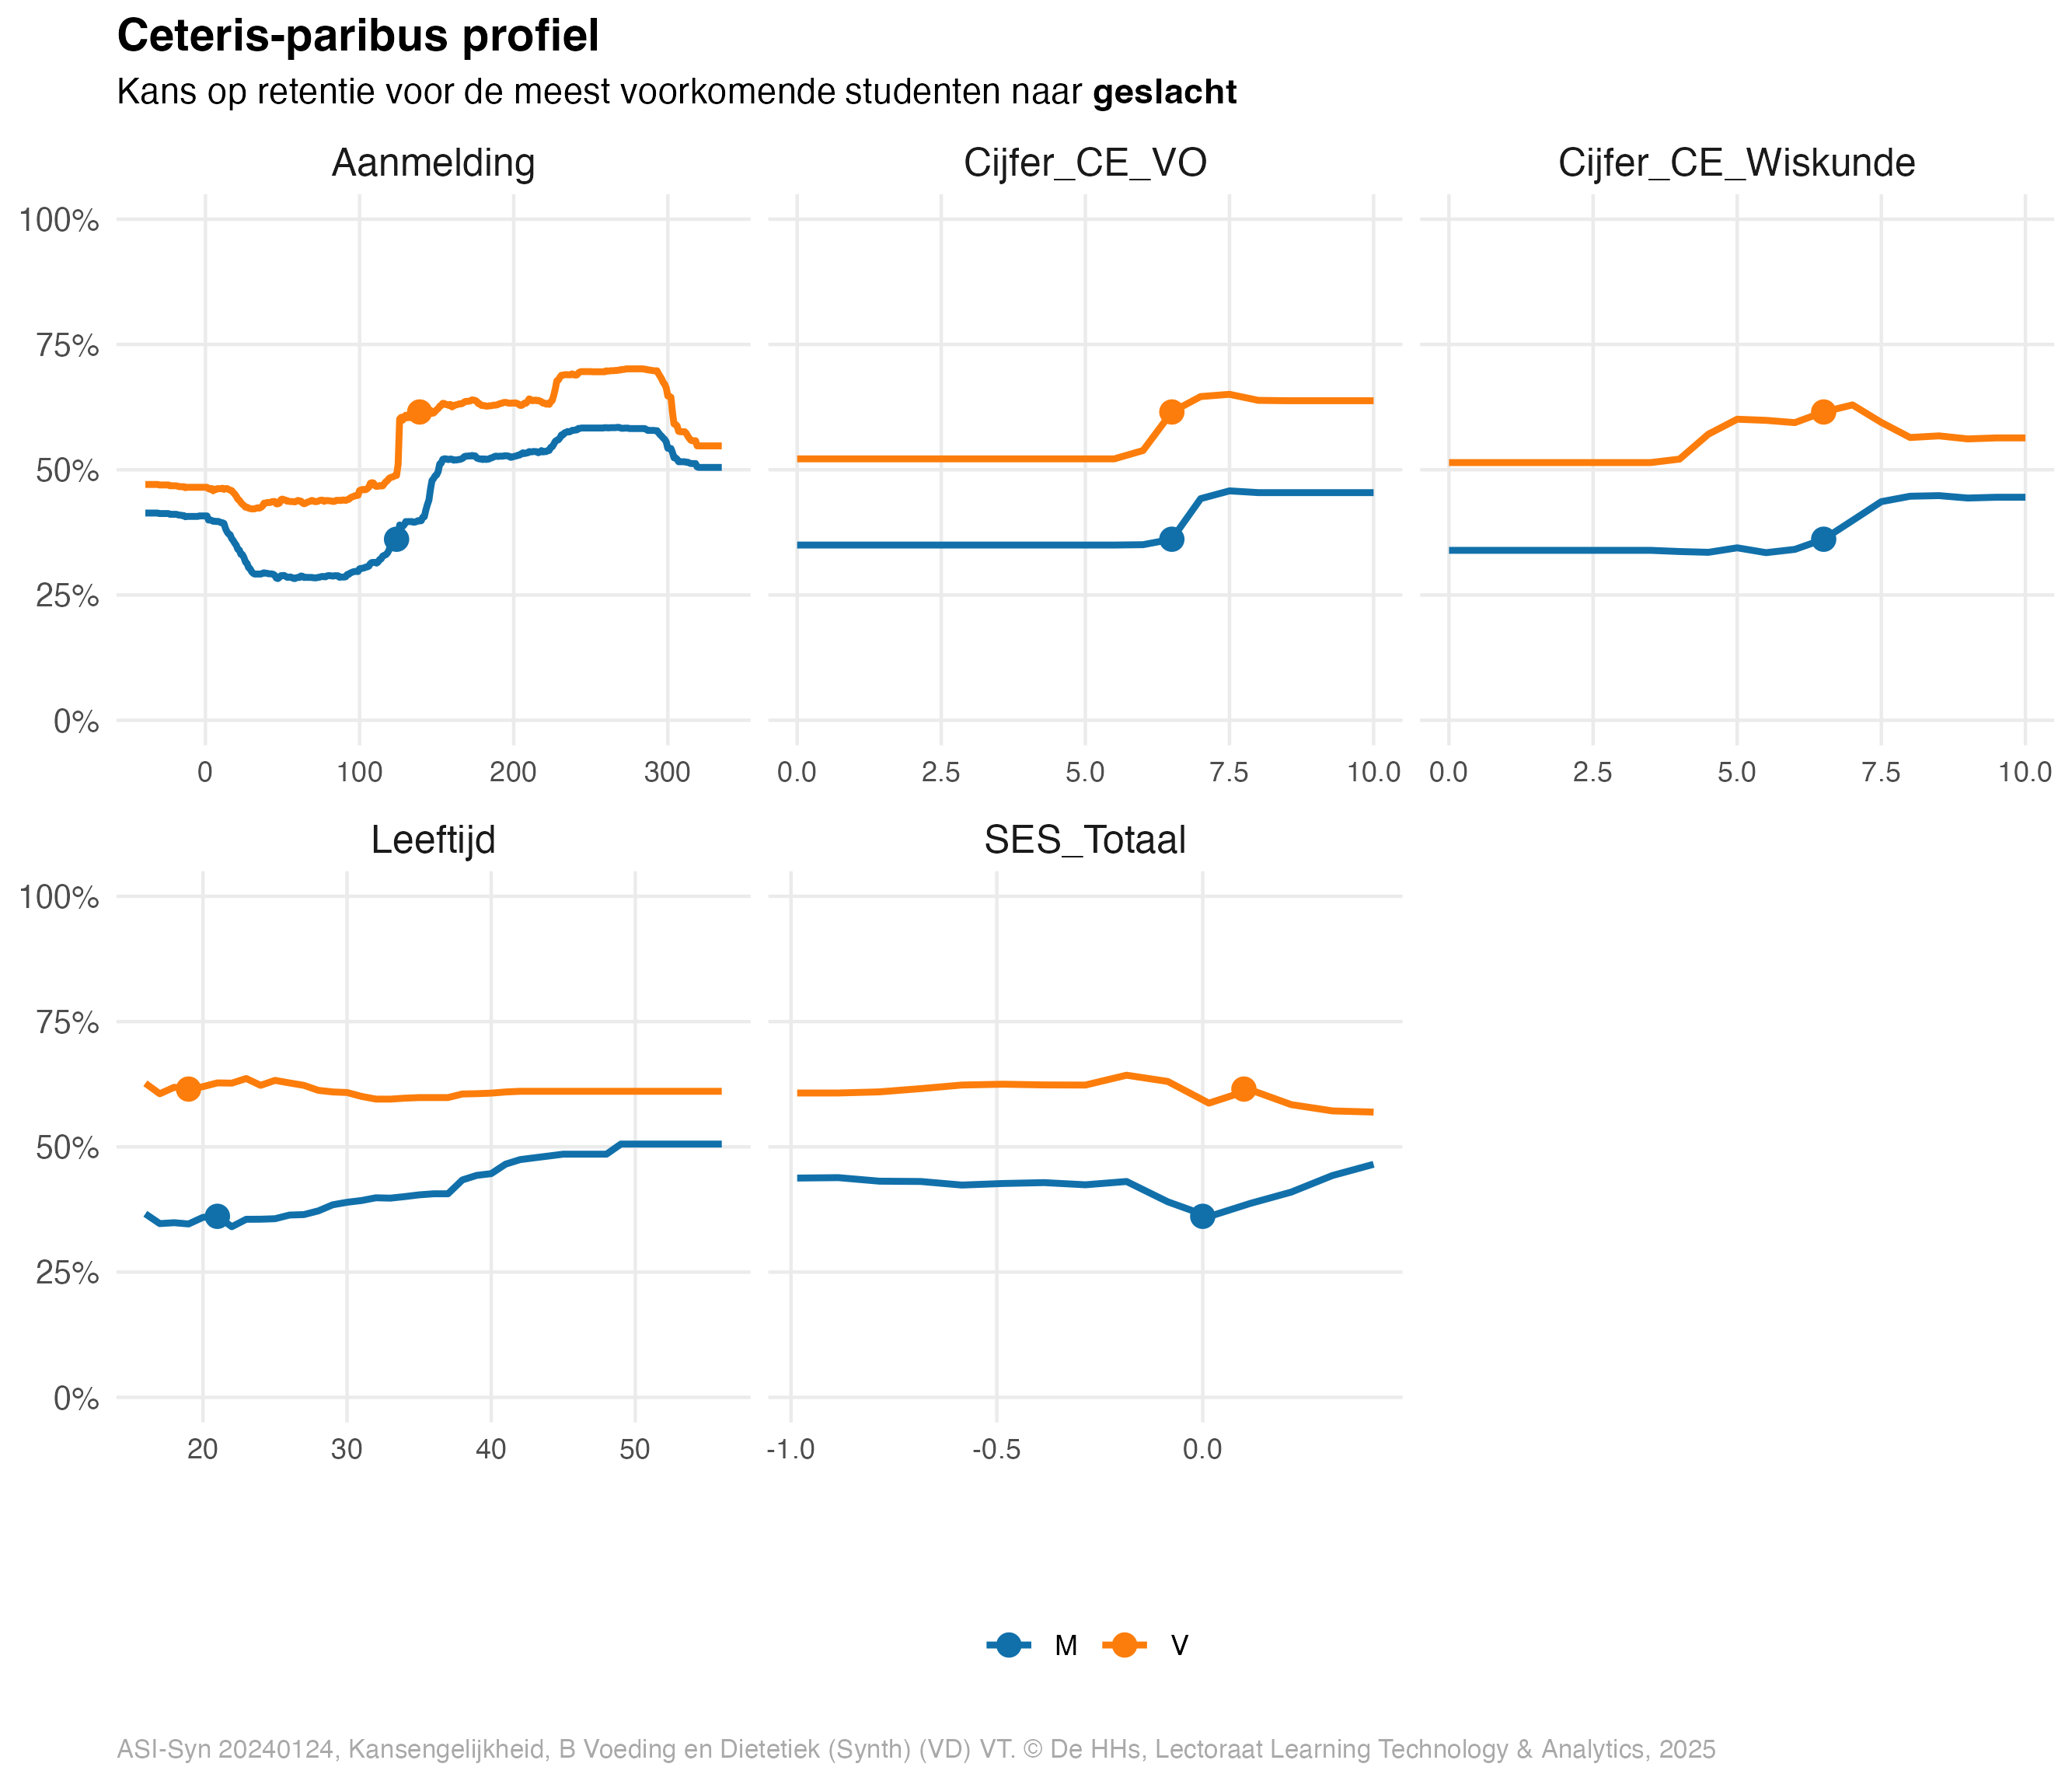 Ceteris-paribus profiel
Kans op retentie voor de meest voorkomende studenten naar geslacht
Aanmelding
Cijfer_CE_VO
Cijfer_CE_Wiskunde
100%
75%
50%
25%
0%
0 100 200 300
0.0 2.5 5.0 7.5 10.0
0.0 2.5 5.0 7.5 10.0
Leeftijd
SES_Totaal
100%
75%
50%
25%
0%
20 30 40 50
-1.0 -0.5 0.0
M V
ASI-Syn 20240124, Kansengelijkheid, B Voeding en Dietetiek (Synth) (VD) VT. © De HHs, Lectoraat Learning Technology & Analytics, 2025